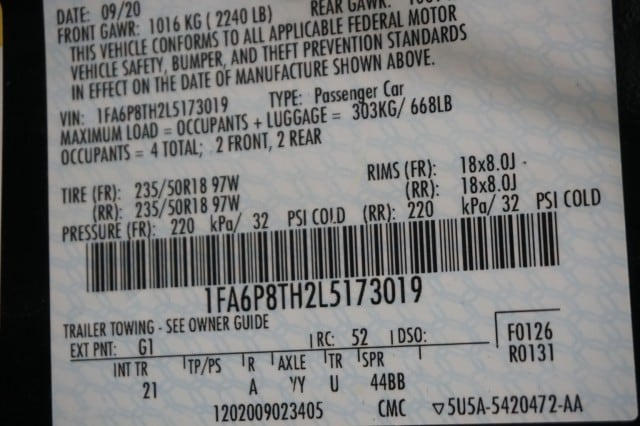 DATE: 09/20
FRONT GAWR: 1016 KG ( 2240 LB) REAR GAWR:
THIS VEHICLE CONFORMS TO ALL APPLICABLE FEDERAL MOTOR
VEHICLE SAFETY, BUMPER, AND THEFT PREVENTION STANDARDS
IN EFFECT ON THE DATE OF MANUFACTURE SHOWN ABOVE.
VIN: 1FA6P8TH2L5173019 TYPE: Passenger Car
MAXIMUM LOAD = OCCUPANTS + LUGGAGE = 303KG/ 668LB
OCCUPANTS = 4 TOTAL; 2 FRONT, 2 REAR
TIRE (FR): 235/50R18 97W RIMS (FR): 18x8.0J
(RR): 235/50R18 97W (RR): 18x8.0J
PRESSURE (FR): 220 kPa/ 32 PSI COLD (RR): 220 kPa/ 32 PSI COLD
1FA6P8TH2L5173019
TRAILER TOWING - SEE OWNER GUIDE
EXT PNT: G1 RC: 52 DSO: F0126
INT TR TP/PS R AXLE TR SPR R0131
21 A YY U 44BB
1202009023405 CMC ▽5U5A-5420472-AA